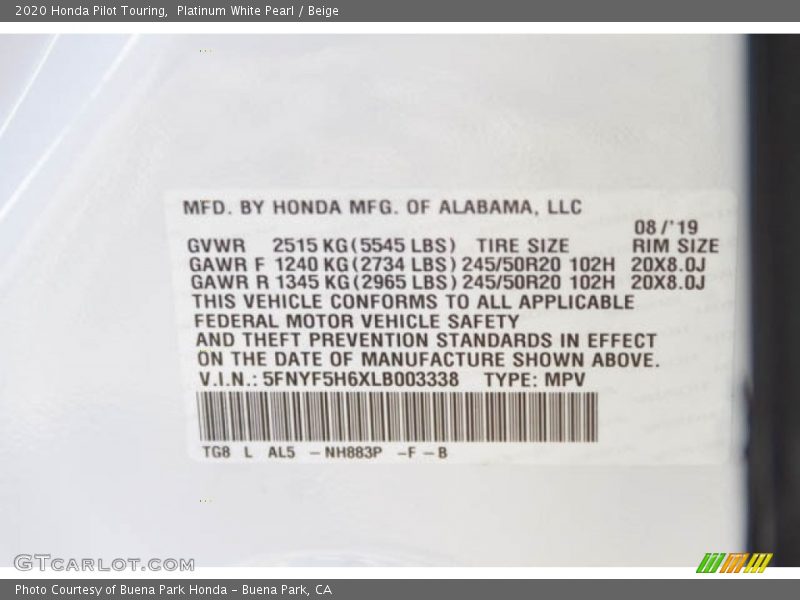 2020 Honda Pilot Touring, Platinum White Pearl / Beige
MFD. BY HONDA MFG. OF ALABAMA, LLC
08/'19
GVWR 2515 KG(5545 LBS) TIRE SIZE RIM SIZE
GAWR F 1240 KG(2734 LBS) 245/50R20 102H 20X8.0J
GAWR R 1345 KG(2965 LBS) 245/50R20 102H 20X8.0J
THIS VEHICLE CONFORMS TO ALL APPLICABLE
FEDERAL MOTOR VEHICLE SAFETY
AND THEFT PREVENTION STANDARDS IN EFFECT
ON THE DATE OF MANUFACTURE SHOWN ABOVE.
V.I.N.: 5FNYF5H6XLB003338 TYPE: MPV
TG8 L AL5 - NH883P - F - B
GTCARLOT.COM
Photo Courtesy of Buena Park Honda - Buena Park, CA